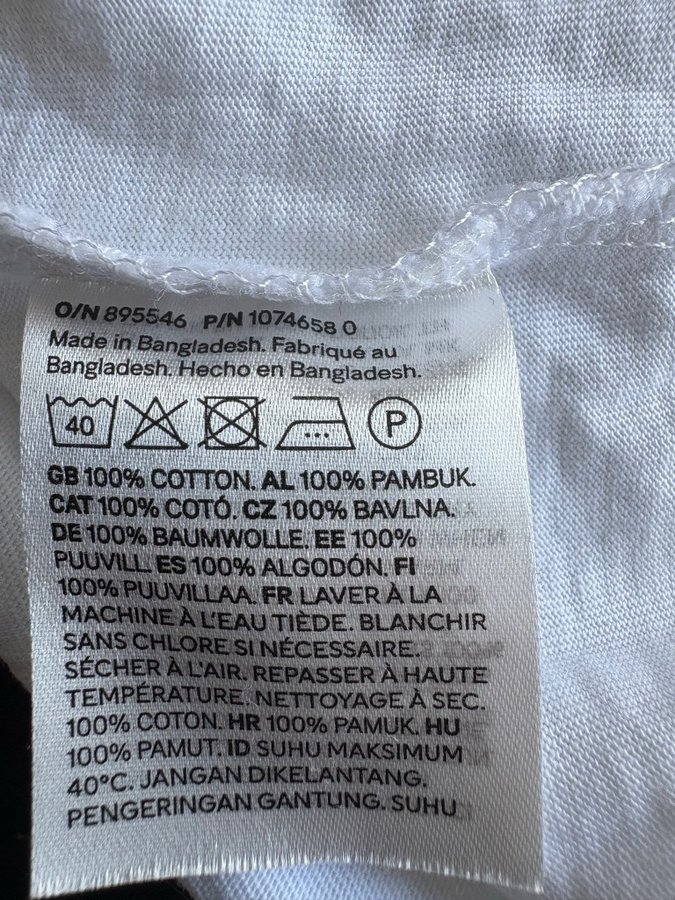 O/N 895546 P/N 1074658 0
Made in Bangladesh. Fabriqué au
Bangladesh. Hecho en Bangladesh.
40 P
GB 100% COTTON. AL 100% PAMBUK.
CAT 100% COTÓ. CZ 100% BAVLNA.
DE 100% BAUMWOLLE. EE 100%
PUUVILL. ES 100% ALGODÓN. FI
100% PUUVILLAA. FR LAVER À LA
MACHINE À L'EAU TIÈDE. BLANCHIR
SANS CHLORE SI NÉCESSAIRE.
SÉCHER À L'AIR. REPASSER À HAUTE
TEMPÉRATURE. NETTOYAGE À SEC.
100% COTON. HR 100% PAMUK. HU
100% PAMUT. ID SUHU MAKSIMUM
40°C. JANGAN DIKELANTANG.
PENGERINGAN GANTUNG. SUHU